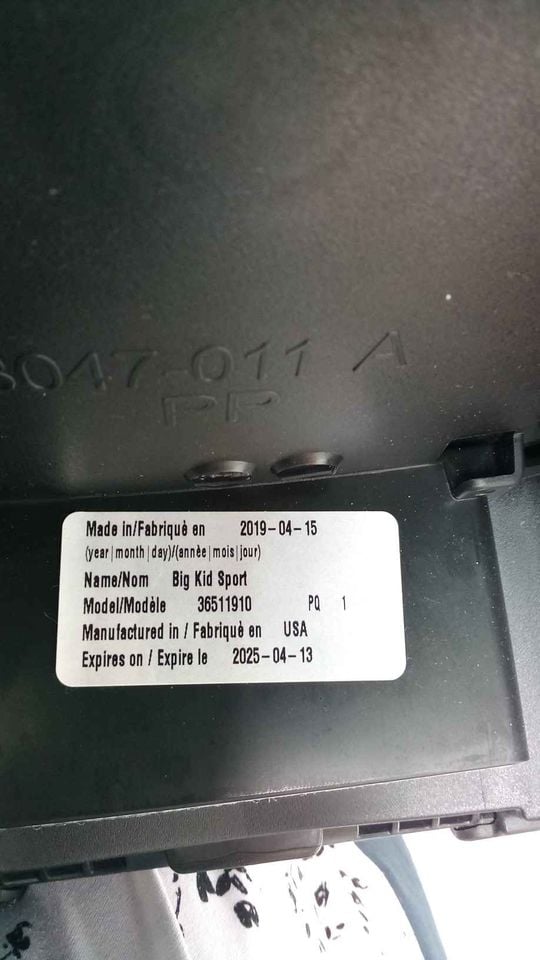 3047-011 A
PP
Made in/Fabriquè en 2019-04-15
(year|month|day)/(annèe|mois|jour)
Name/Nom Big Kid Sport
Model/Modèle 36511910 PQ 1
Manufactured in / Fabriquè en USA
Expires on / Expire le 2025-04-13